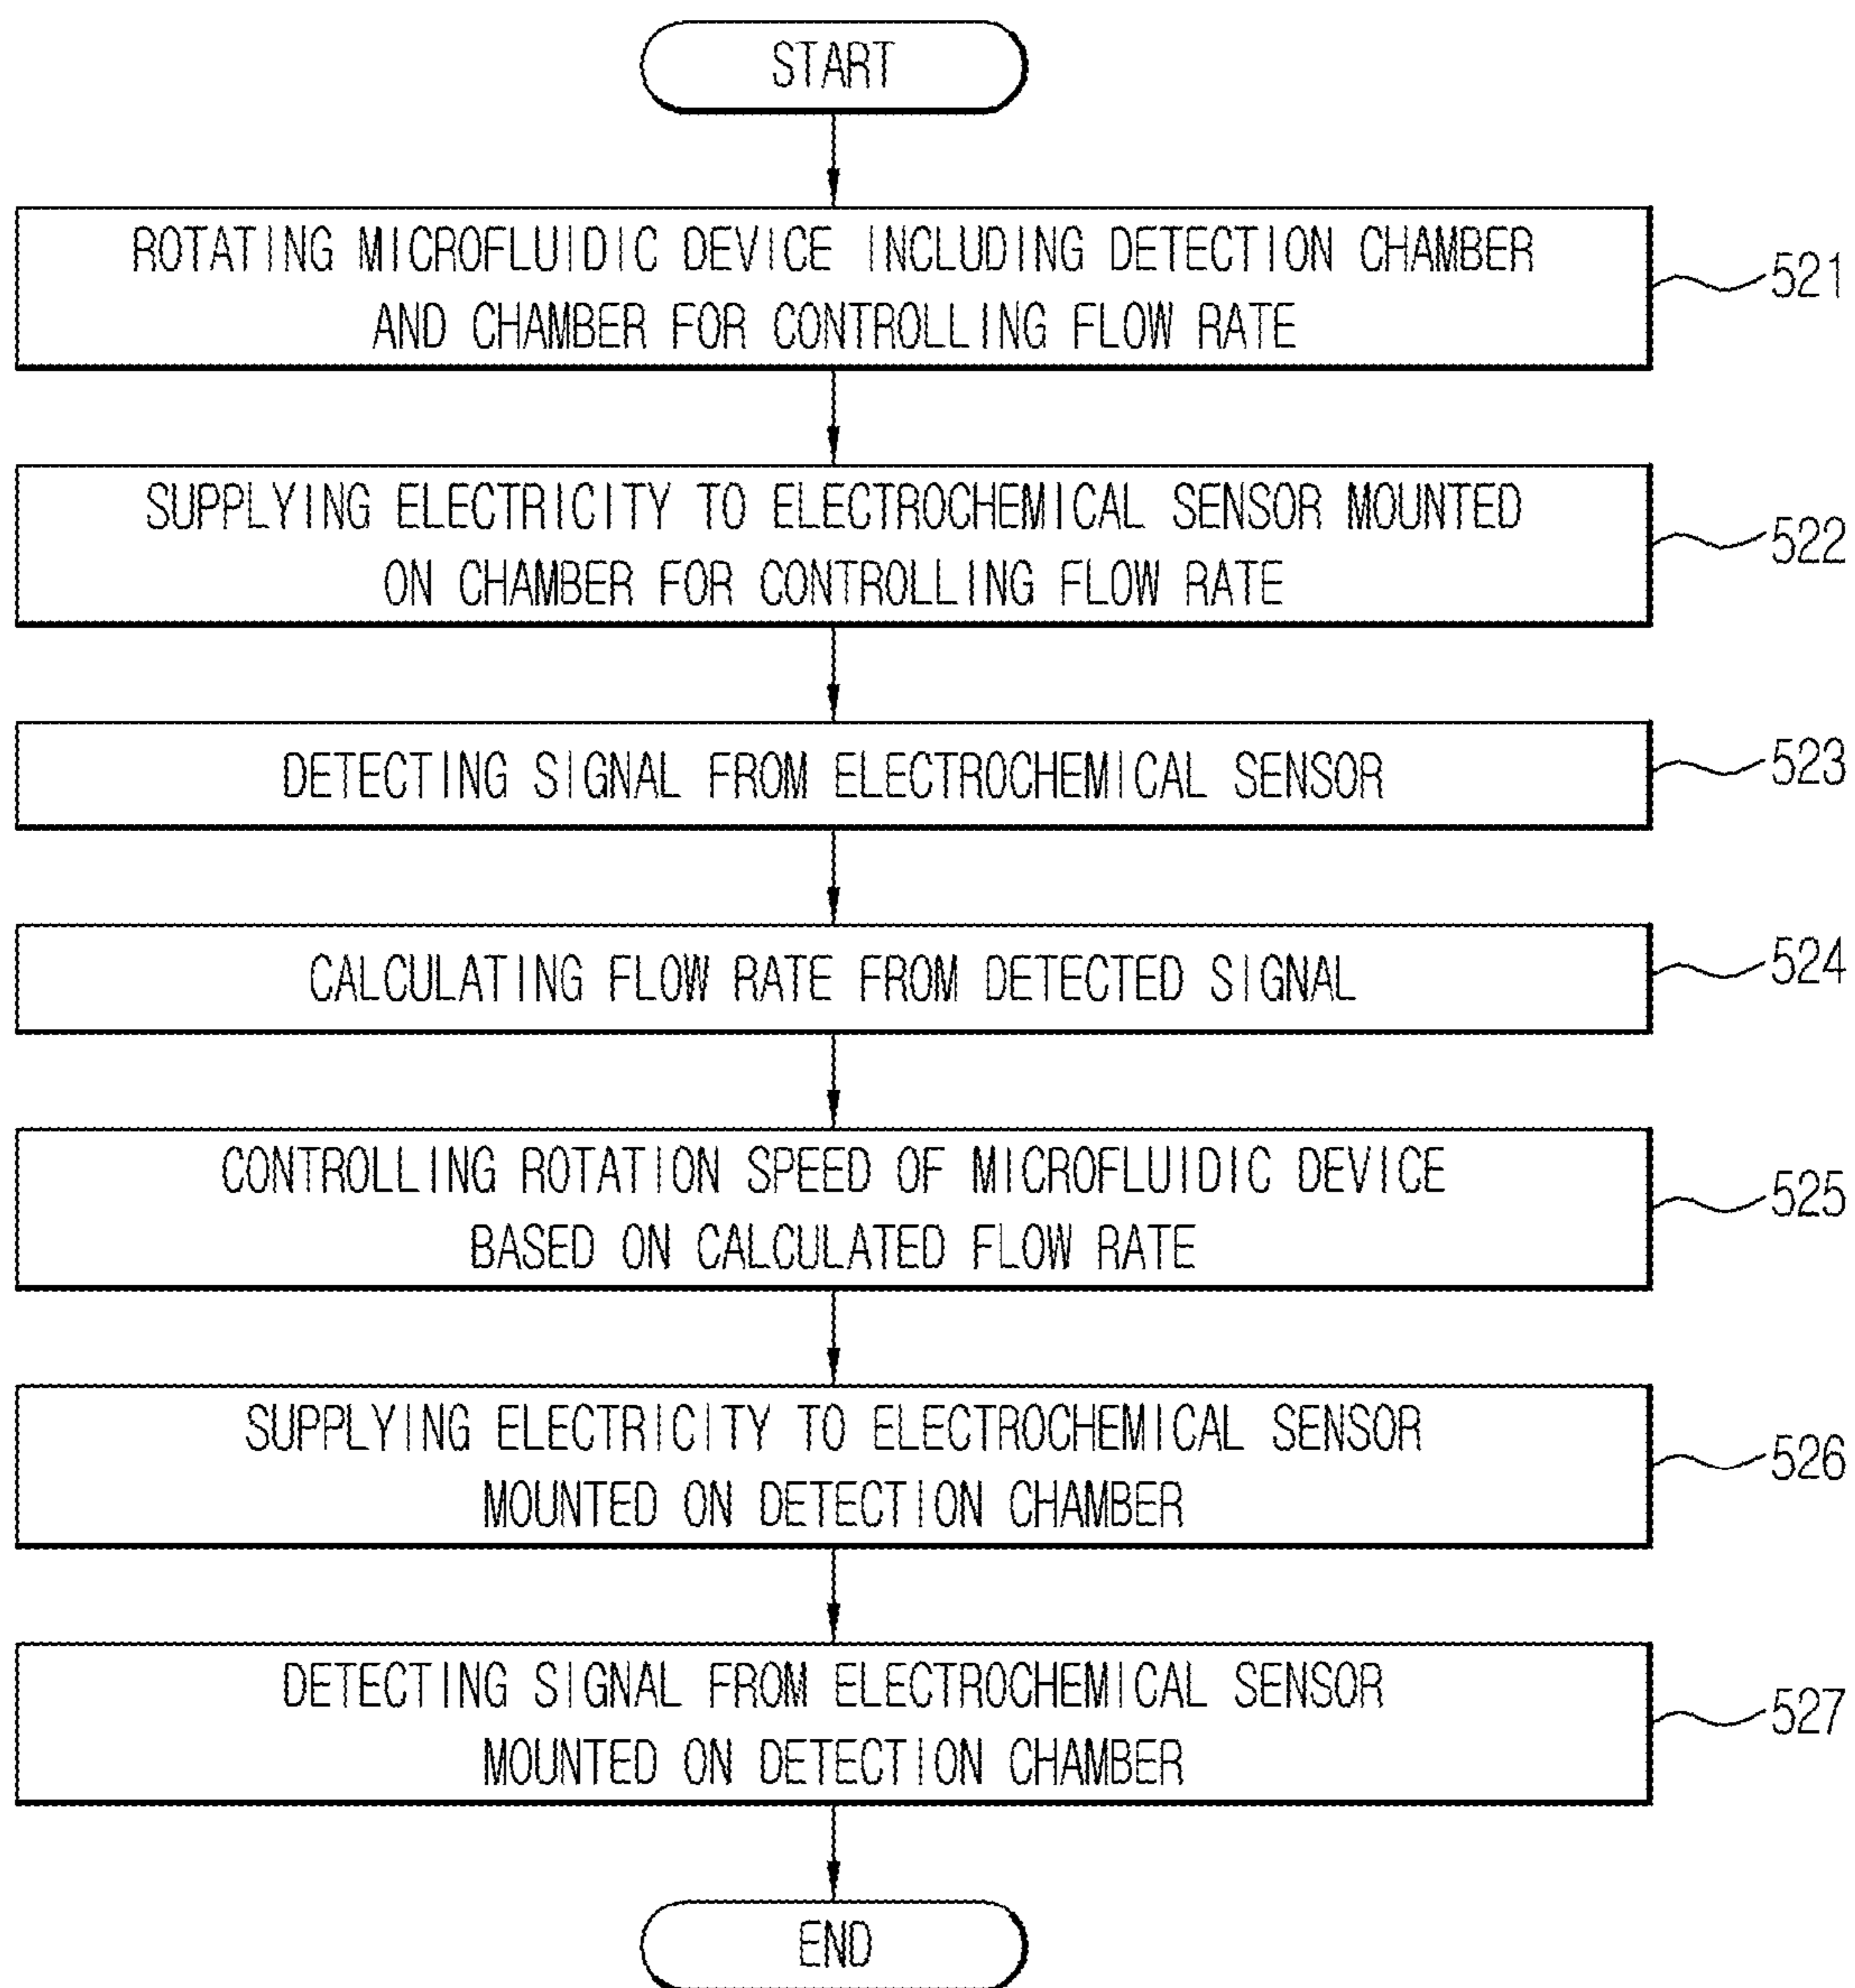 START
ROTATING MICROFLUIDIC DEVICE INCLUDING DETECTION CHAMBER
AND CHAMBER FOR CONTROLLING FLOW RATE
521
SUPPLYING ELECTRICITY TO ELECTROCHEMICAL SENSOR MOUNTED
ON CHAMBER FOR CONTROLLING FLOW RATE
522
DETECTING SIGNAL FROM ELECTROCHEMICAL SENSOR
523
CALCULATING FLOW RATE FROM DETECTED SIGNAL
524
CONTROLLING ROTATION SPEED OF MICROFLUIDIC DEVICE
BASED ON CALCULATED FLOW RATE
525
SUPPLYING ELECTRICITY TO ELECTROCHEMICAL SENSOR
MOUNTED ON DETECTION CHAMBER
526
DETECTING SIGNAL FROM ELECTROCHEMICAL SENSOR
MOUNTED ON DETECTION CHAMBER
527
END